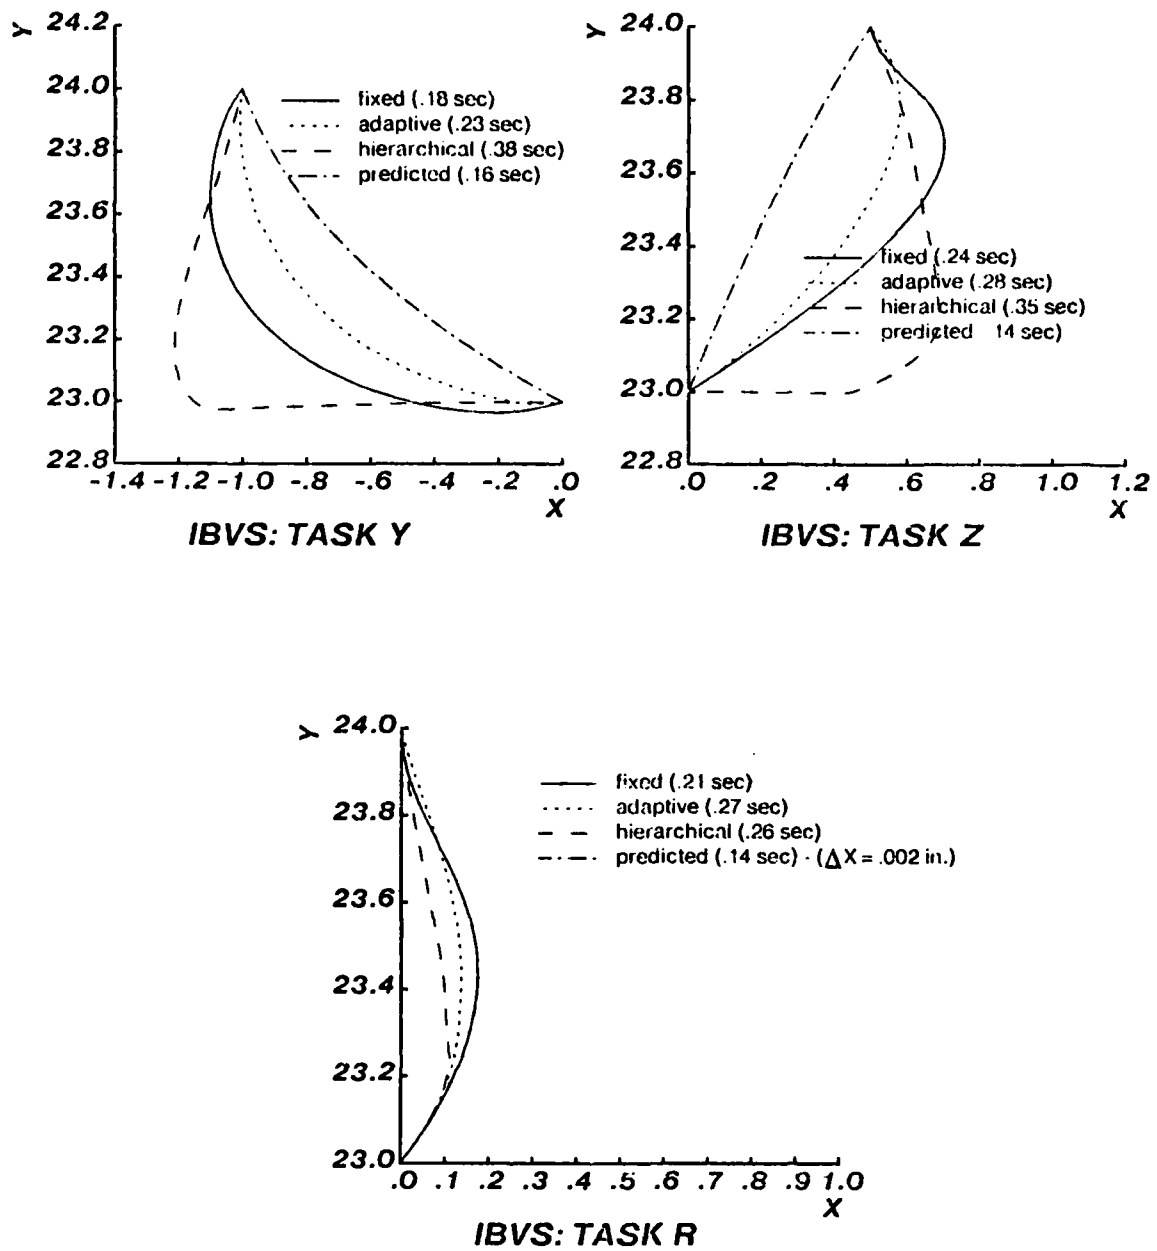 Y
24.2
24.0
23.8
23.6
23.4
23.2
23.0
22.8
fixed (.18 sec)
adaptive (.23 sec)
hierarchical (.38 sec)
predicted (.16 sec)
-1.4 -1.2 -1.0 -.8 -.6 -.4 -.2 .0
X
IBVS: TASK Y
Y
24.0
23.8
23.6
23.4
23.2
23.0
22.8
fixed (.24 sec)
adaptive (.28 sec)
hierarchical (.35 sec)
predicted 14 sec)
.0 .2 .4 .6 .8 1.0 1.2
X
IBVS: TASK Z
Y
24.0
23.8
23.6
23.4
23.2
23.0
fixed (.21 sec)
adaptive (.27 sec)
hierarchical (.26 sec)
predicted (.14 sec) - (ΔX = .002 in.)
.0 .1 .2 .3 .4 .5 .6 .7 .8 .9 1.0
X
IBVS: TASK R